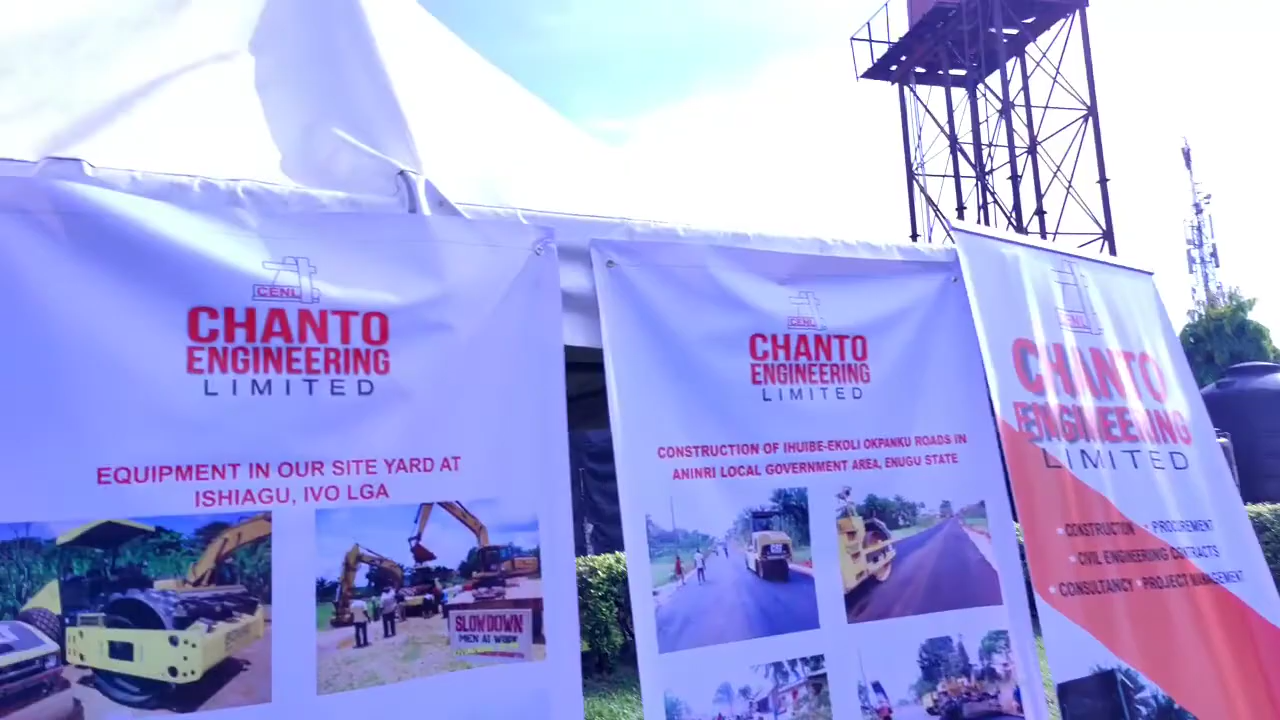 CENL
CHANTO
ENGINEERING
LIMITED
EQUIPMENT IN OUR SITE YARD AT
ISHIAGU, IVO LGA
SLOWDOWN
MEN AT WORK
CENL
CHANTO
ENGINEERING
LIMITED
CONSTRUCTION OF IHUIBE-EKOLI OKPANKU ROADS IN
ANINRI LOCAL GOVERNMENT AREA, ENUGU STATE
CENL
CHANTO
ENGINEERING
LIMITED
• CONSTRUCTION • PROCUREMENT
• CIVIL ENGINEERING CONTRACTS
• CONSULTANCY • PROJECT MANAGEMENT